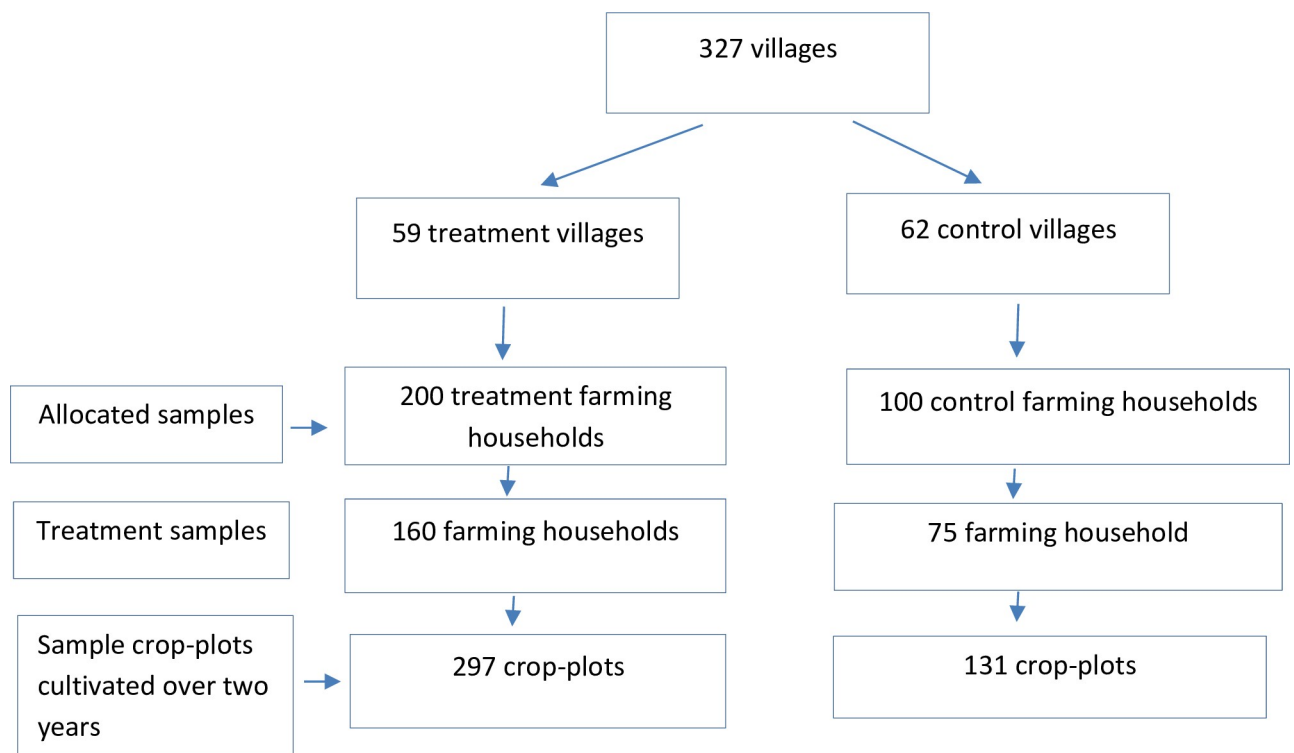 327 villages
59 treatment villages
62 control villages
Allocated samples
200 treatment farming
households
100 control farming households
Treatment samples
160 farming households
75 farming household
Sample crop-plots
cultivated over two
years
297 crop-plots
131 crop-plots